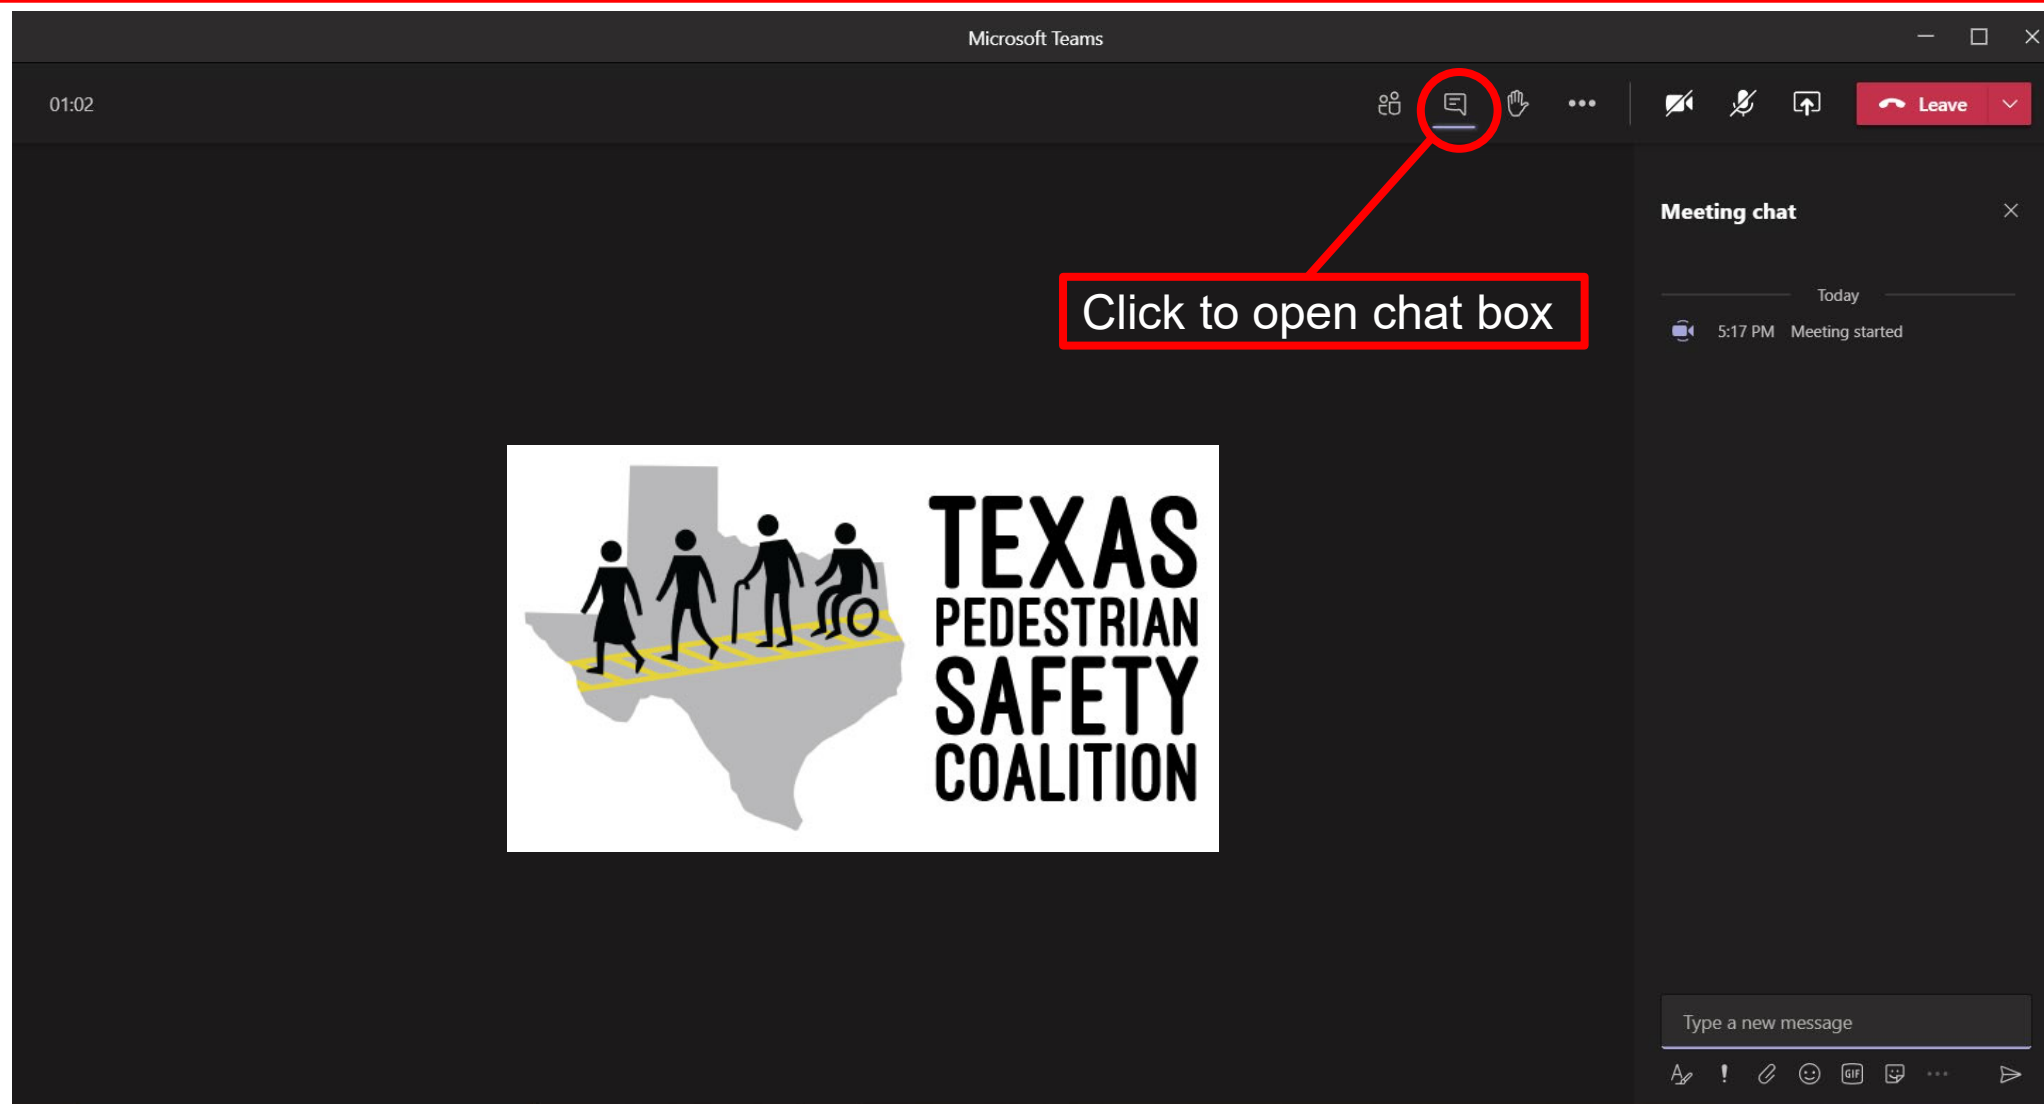 Microsoft Teams
01:02
Leave
Meeting chat
Today
5:17 PM Meeting started
Click to open chat box
TEXAS
PEDESTRIAN
SAFETY
COALITION
Type a new message
GIF